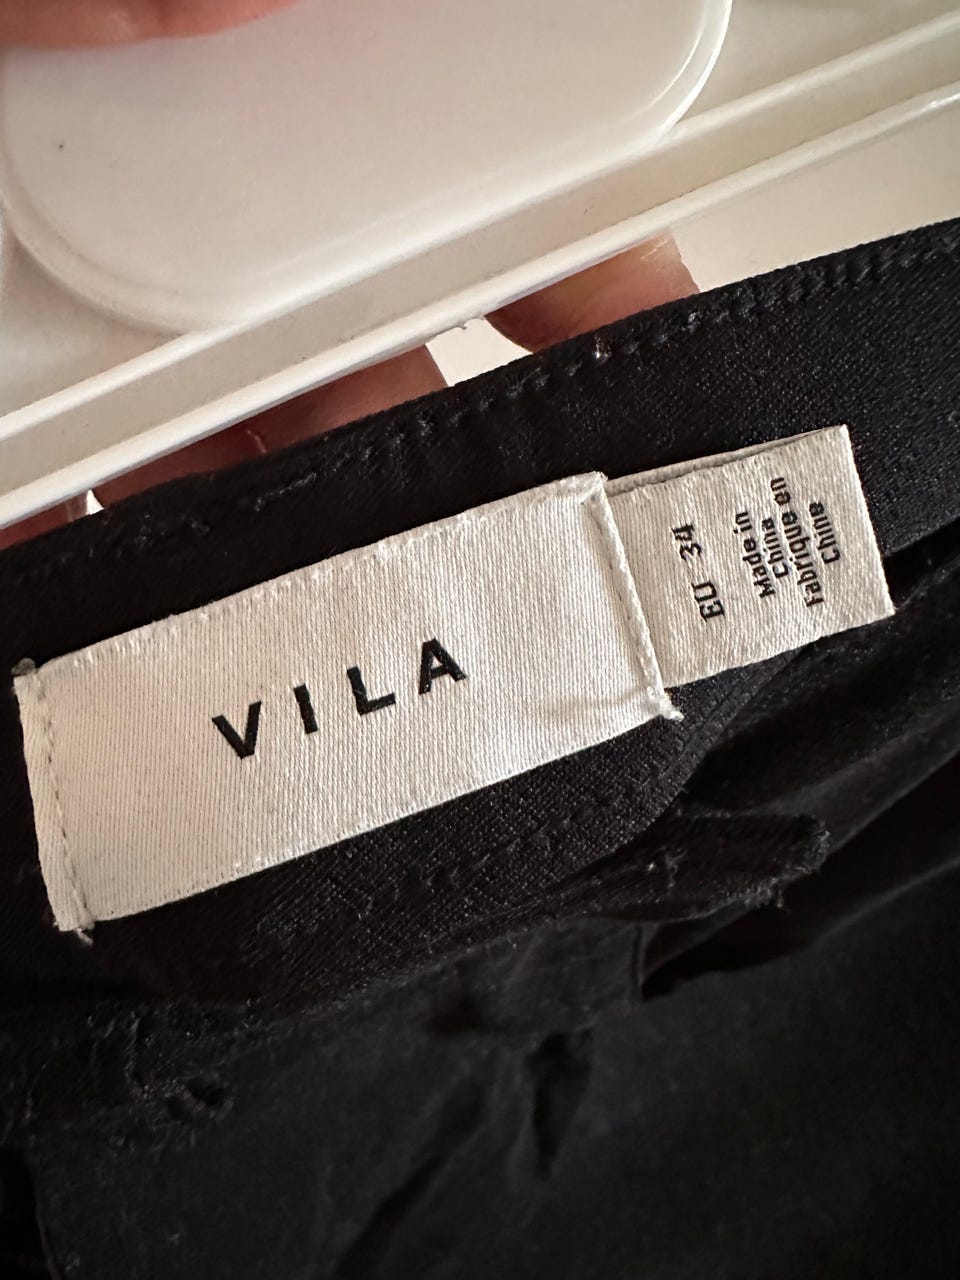 VILA
EU 34
Made in
China
Fabriqué en
Chine